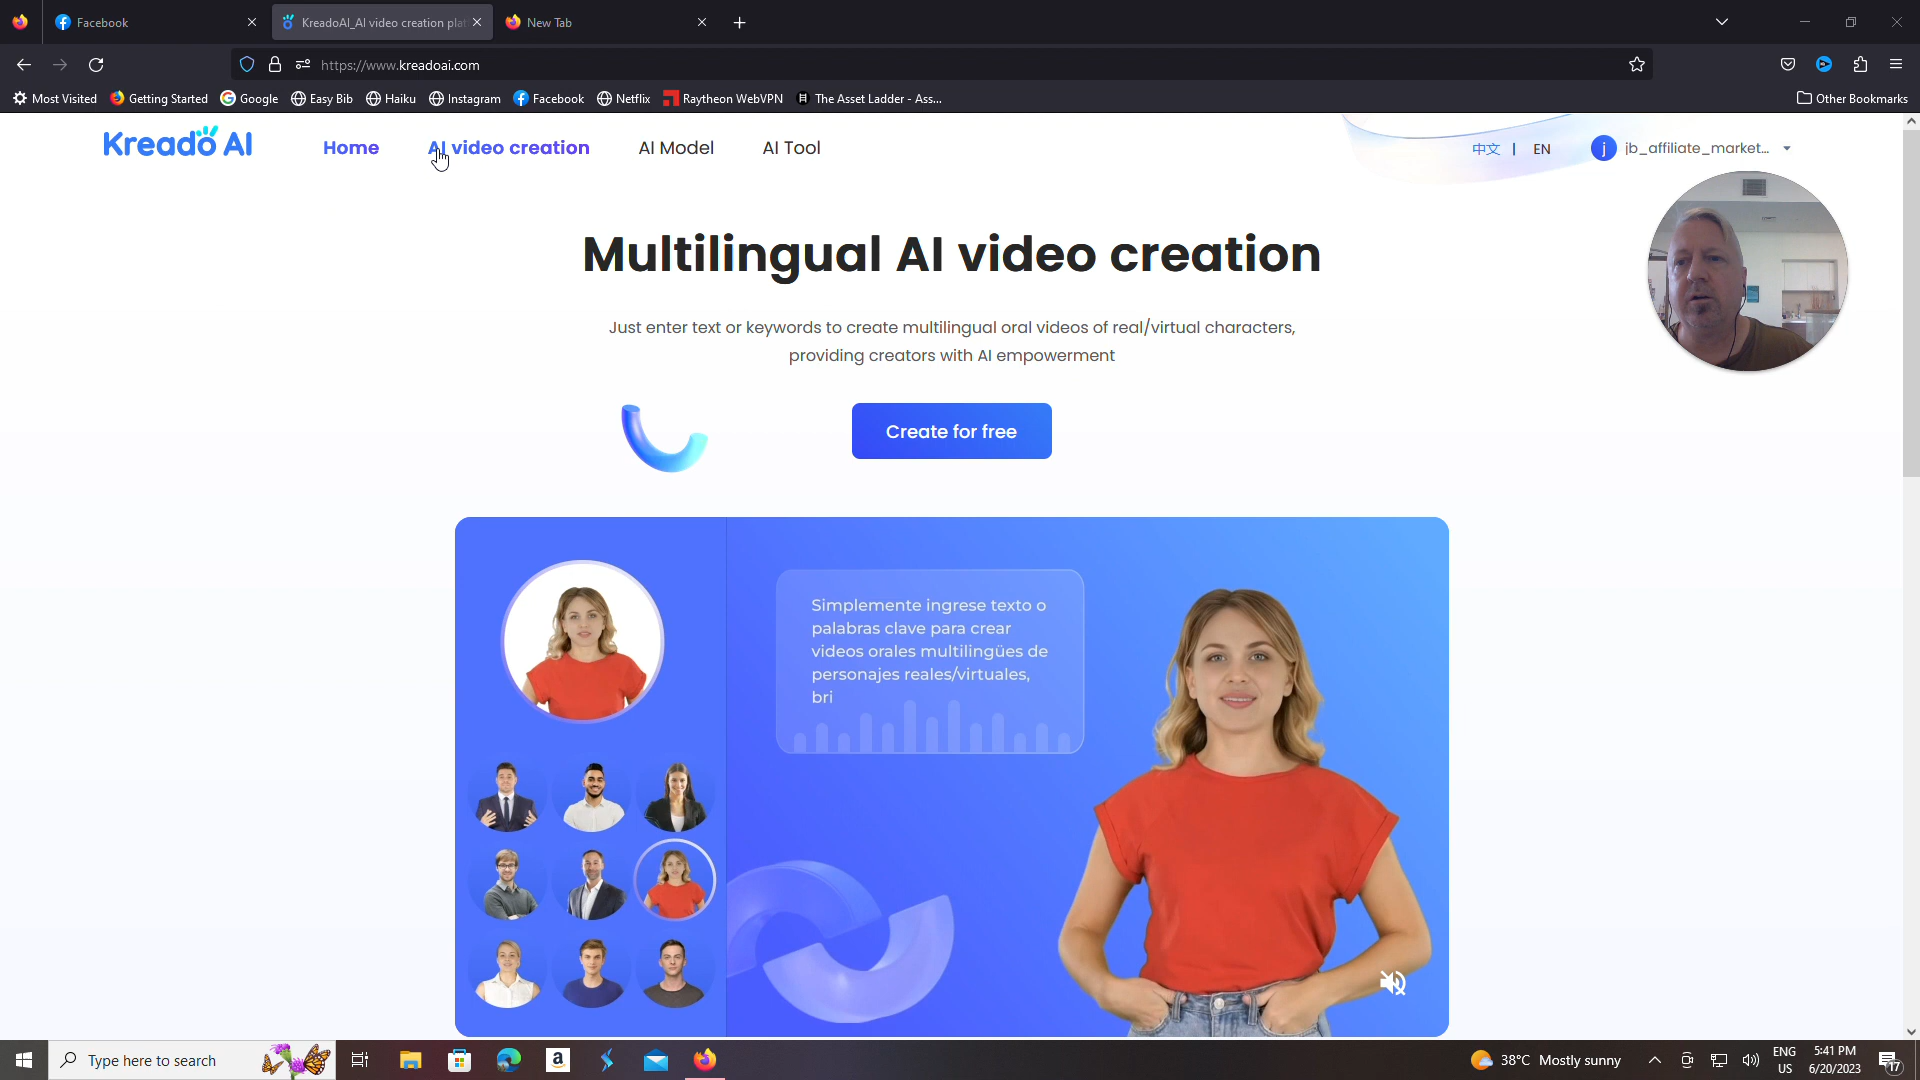 Facebook
KreadoAI_AI video creation plat
New Tab
https://www.kreadoai.com
Most Visited
Getting Started
Google
Easy Bib
Haiku
Instagram
Facebook
Netflix
Raytheon WebVPN
The Asset Ladder - Ass...
Other Bookmarks
Kreado AI
Home
AI video creation
AI Model
AI Tool
中文 | EN
j
jb_affiliate_market...
Multilingual AI video creation
Just enter text or keywords to create multilingual oral videos of real/virtual characters,
providing creators with AI empowerment
Create for free
Simplemente ingrese texto o
palabras clave para crear
videos orales multilingües de
personajes reales/virtuales,
bri
Type here to search
a
38°C Mostly sunny
ENG
US
5:41 PM
6/20/2023
17